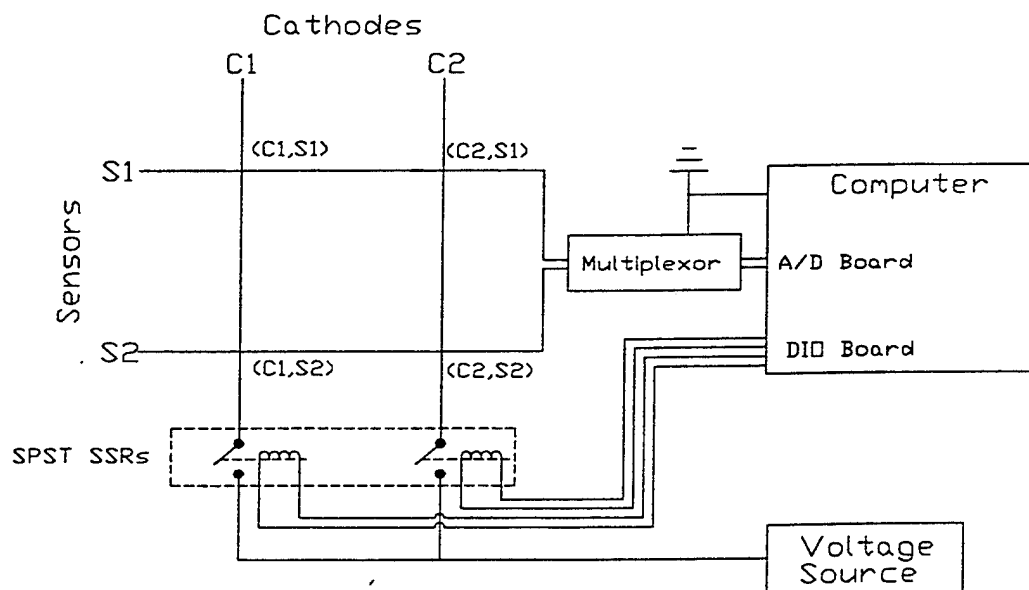 Cathodes
C1
C2
(C1,S1)
(C2,S1)
S1
Computer
Sensors
Multiplexor
A/D Board
S2
DIO Board
(C1,S2)
(C2,S2)
SPST SSRs
Voltage
Source